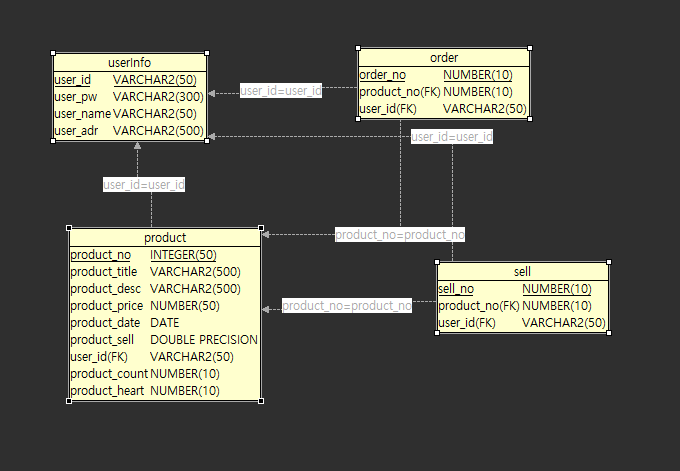 userInfo
user_id VARCHAR2(50)
user_pw VARCHAR2(300)
user_name VARCHAR2(50)
user_adr VARCHAR2(500)
order
order_no NUMBER(10)
product_no(FK) NUMBER(10)
user_id(FK) VARCHAR2(50)
user_id=user_id
user_id=user_id
user_id=user_id
product_no=product_no
product
product_no INTEGER(50)
product_title VARCHAR2(500)
product_desc VARCHAR2(500)
product_price NUMBER(50)
product_date DATE
product_sell DOUBLE PRECISION
user_id(FK) VARCHAR2(50)
product_count NUMBER(10)
product_heart NUMBER(10)
product_no=product_no
sell
sell_no NUMBER(10)
product_no(FK) NUMBER(10)
user_id(FK) VARCHAR2(50)